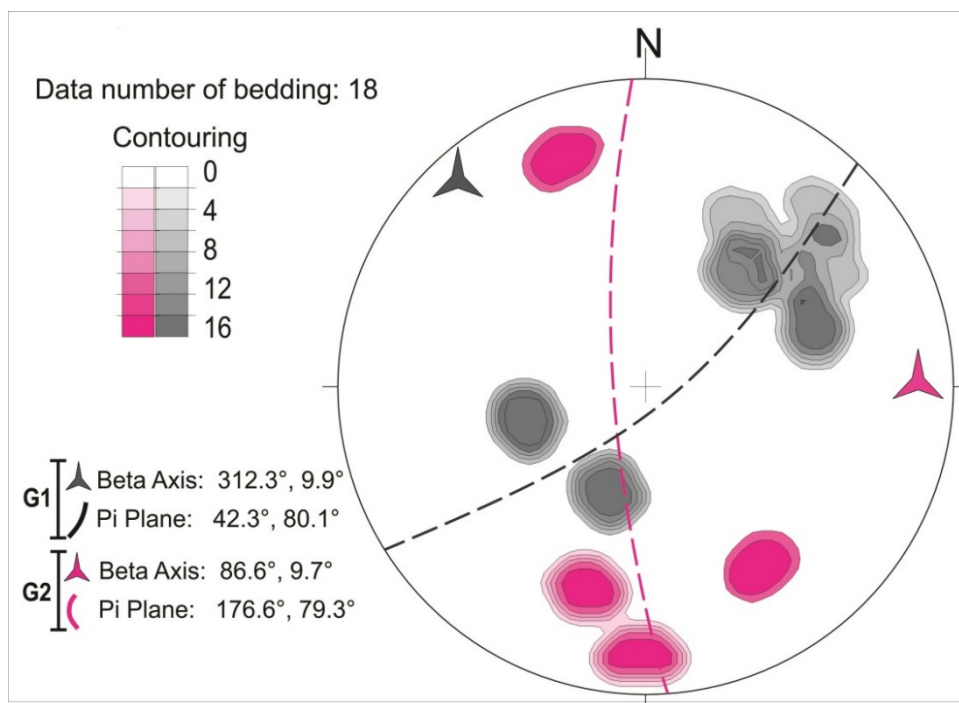 N
Data number of bedding: 18
Contouring
0
4
8
12
16
G1
Beta Axis: 312.3°, 9.9°
Pi Plane: 42.3°, 80.1°
G2
Beta Axis: 86.6°, 9.7°
Pi Plane: 176.6°, 79.3°